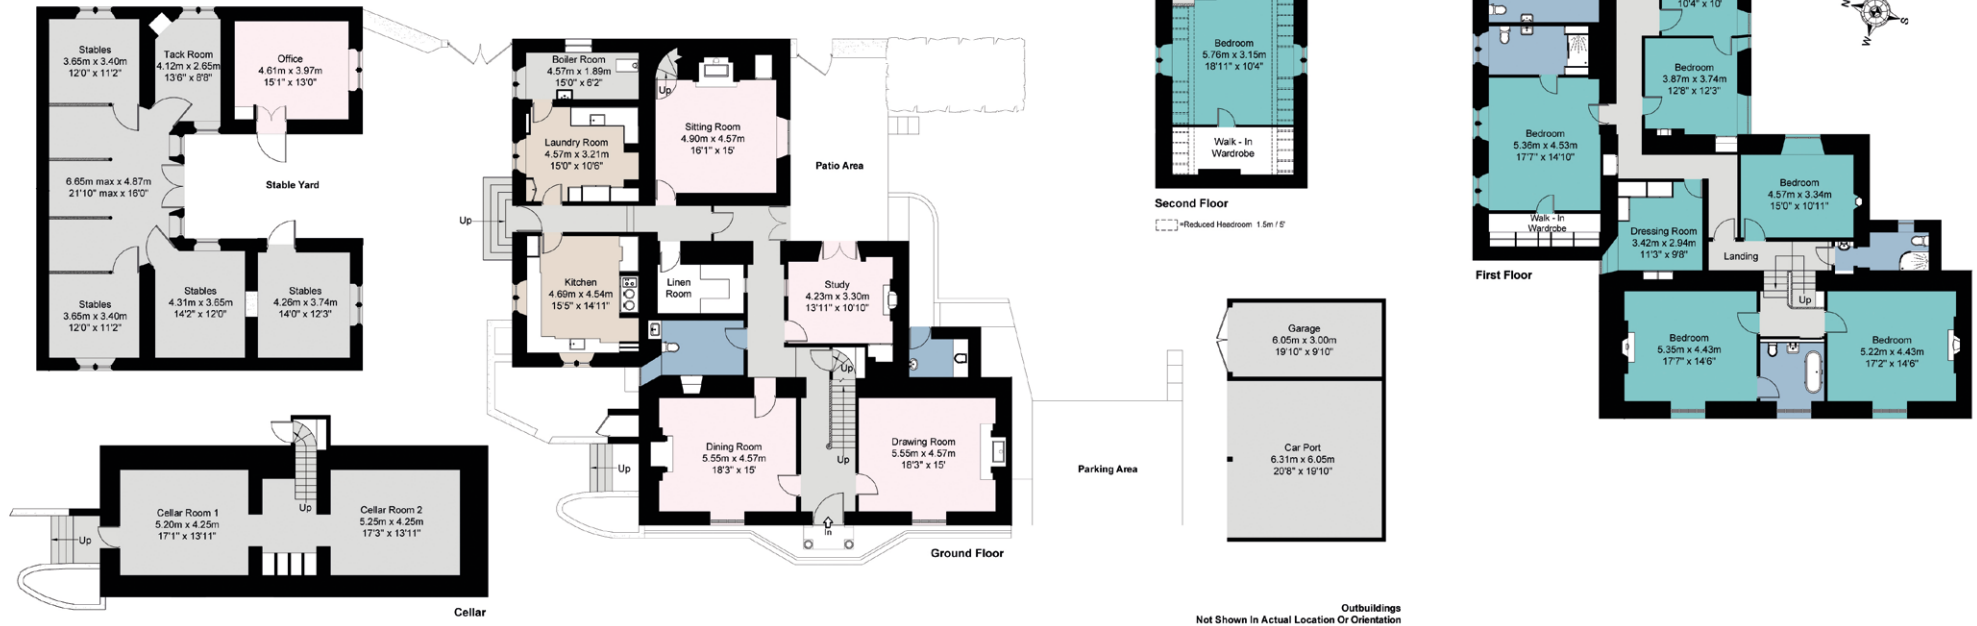 Stables
3.65m x 3.40m
12'0" x 11'2"
Tack Room
4.12m x 2.65m
13'6" x 8'8"
Office
4.61m x 3.97m
15'1" x 13'0"
6.65m max x 4.87m
21'10" max x 16'0"
Stable Yard
Stables
3.65m x 3.40m
12'0" x 11'2"
Stables
4.31m x 3.65m
14'2" x 12'0"
Stables
4.26m x 3.74m
14'0" x 12'3"
Up
Up
Cellar Room 1
5.20m x 4.25m
17'1" x 13'11"
Cellar Room 2
5.25m x 4.25m
17'3" x 13'11"
Cellar
Boiler Room
4.57m x 1.89m
15'0" x 6'2"
Up
Sitting Room
4.90m x 4.57m
16'1" x 15'
Laundry Room
4.57m x 3.21m
15'0" x 10'6"
Patio Area
Up
Kitchen
4.69m x 4.54m
15'5" x 14'11"
Linen
Room
Study
4.23m x 3.30m
13'11" x 10'10"
Up
Dining Room
5.55m x 4.57m
18'3" x 15'
Drawing Room
5.55m x 4.57m
18'3" x 15'
Up
Up
In
Ground Floor
Parking Area
Bedroom
5.76m x 3.15m
18'11" x 10'4"
Walk - In
Wardrobe
Second Floor
=Reduced Headroom 1.5m / 5'
Garage
6.05m x 3.00m
19'10" x 9'10"
Car Port
6.31m x 6.05m
20'8" x 19'10"
Outbuildings
Not Shown In Actual Location Or Orientation
10'4" x 10'
N
S
W
Bedroom
3.87m x 3.74m
12'8" x 12'3"
Bedroom
5.36m x 4.53m
17'7" x 14'10"
Bedroom
4.57m x 3.34m
15'0" x 10'11"
Walk - In
Wardrobe
Dressing Room
3.42m x 2.94m
11'3" x 9'8"
Landing
First Floor
Up
Bedroom
5.35m x 4.43m
17'7" x 14'6"
Bedroom
5.22m x 4.43m
17'2" x 14'6"